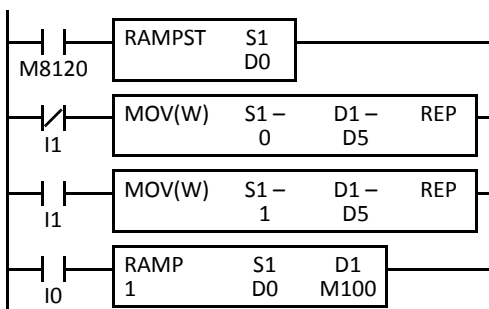 RAMPST S1
M8120 D0
MOV(W) S1 – D1 – REP
I1 0 D5
MOV(W) S1 – D1 – REP
I1 1 D5
RAMP S1 D1
I0 1 D0 M100